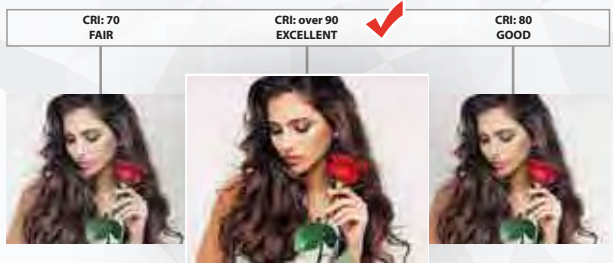 CRI: 70
FAIR
CRI: over 90
EXCELLENT
CRI: 80
GOOD